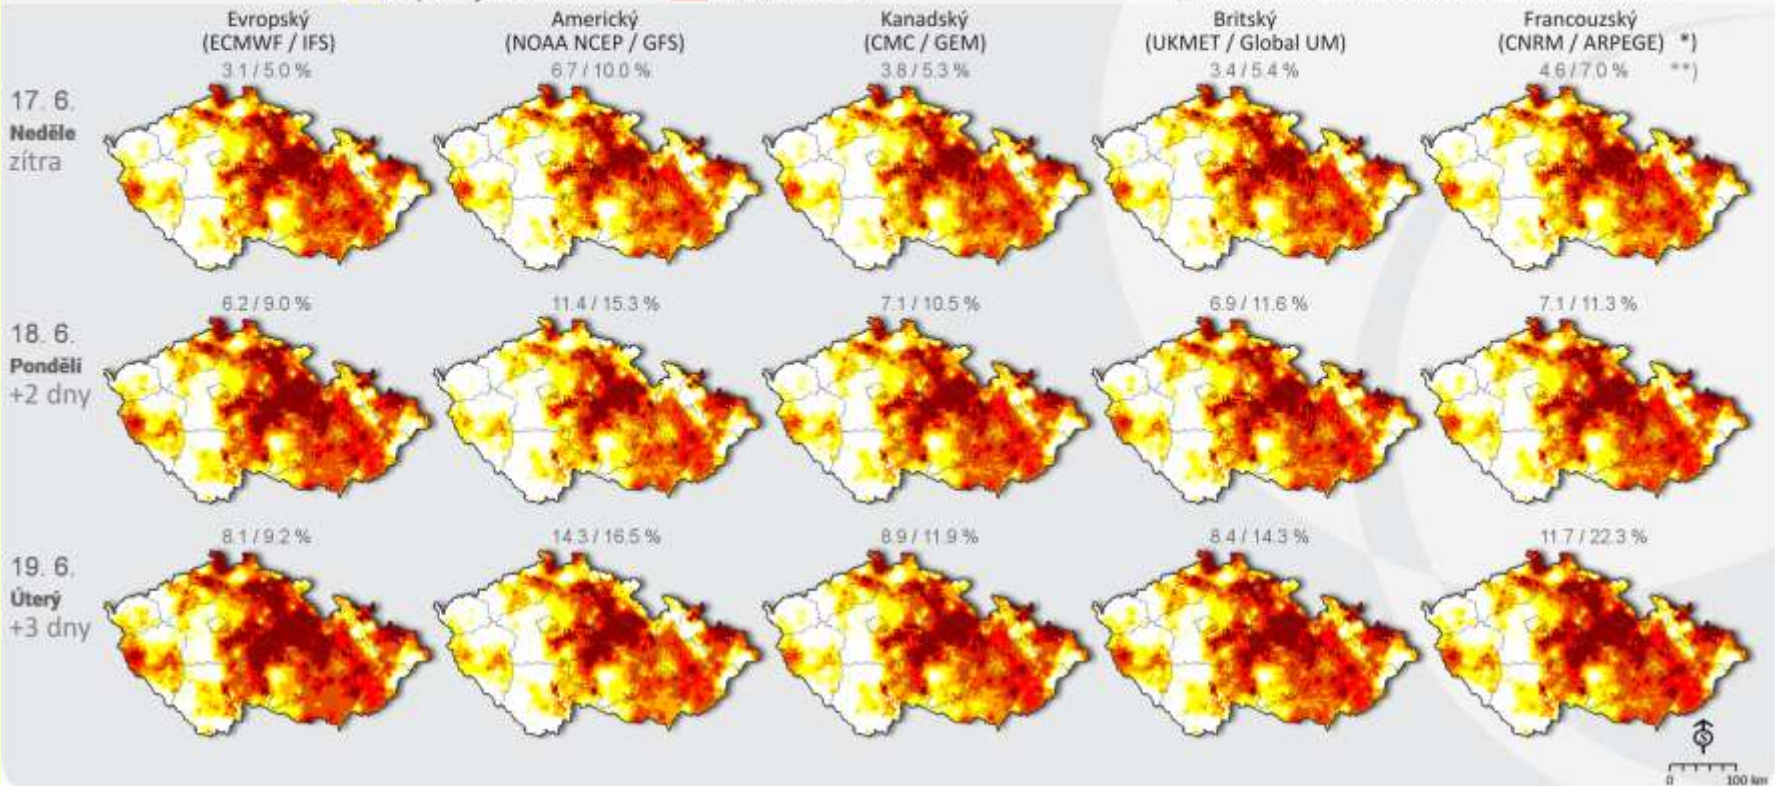 Evropský
(ECMWF / IFS)
3.1 / 5.0 %
Americký
(NOAA NCEP / GFS)
6.7 / 10.0 %
Kanadský
(CMC / GEM)
3.8 / 5.3 %
Britský
(UKMET / Global UM)
3.4 / 5.4 %
Francouzský
(CNRM / ARPEGE) *)
4.6 / 7.0 % **)
17. 6.
Neděle
zítra
6.2 / 9.0 %
11.4 / 15.3 %
7.1 / 10.5 %
6.9 / 11.6 %
7.1 / 11.3 %
18. 6.
Pondělí
+2 dny
8.1 / 9.2 %
14.3 / 16.5 %
8.9 / 11.9 %
8.4 / 14.3 %
11.7 / 22.3 %
19. 6.
Úterý
+3 dny
S
0 100 km